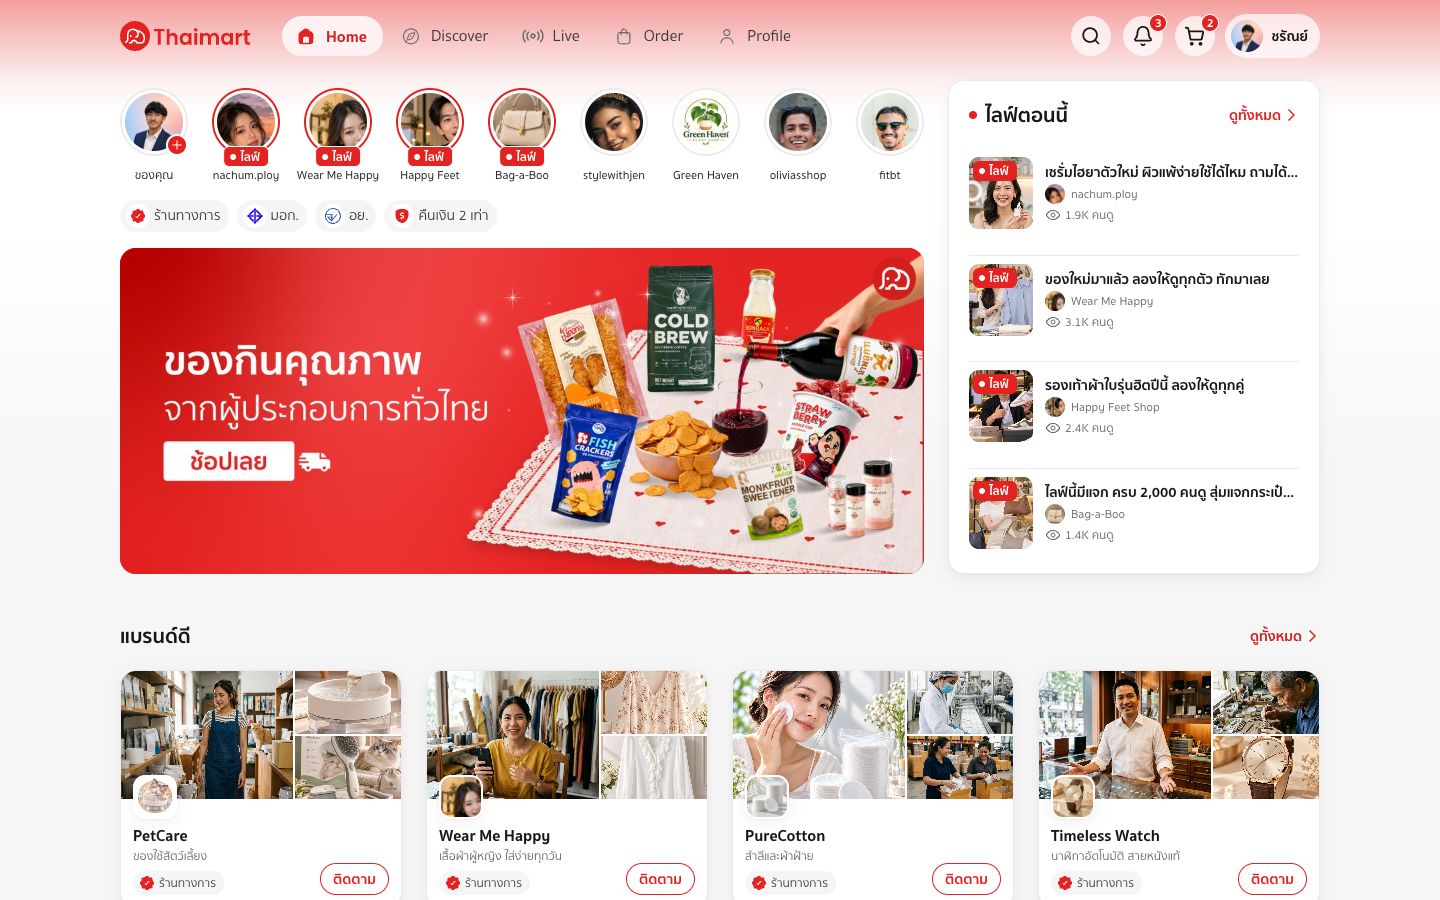 Thaimart
Home
Discover
Live
Order
Profile
3
2
ชรัณย์
ของคุณ
ไลฟ์
nachum.ploy
ไลฟ์
Wear Me Happy
ไลฟ์
Happy Feet
ไลฟ์
Bag-a-Boo
stylewithjen
Green Haven
Green Haven
oliviasshop
fitbt
ร้านทางการ
มอก.
อย.
คืนเงิน 2 เท่า
ของกินคุณภาพ
จากผู้ประกอบการทั่วไทย
ช้อปเลย
COLD
BREW
FISH
CRACKERS
STRAW
BERRY
PREMIUM
MONKFRUIT
SWEETENER
24
ไลฟ์ตอนนี้
ดูทั้งหมด
ไลฟ์
เซรั่มไฮยาตัวใหม่ ผิวแพ้ง่ายใช้ได้ไหม ถามได้...
nachum.ploy
1.9K คนดู
ไลฟ์
ของใหม่มาแล้ว ลองให้ดูทุกตัว ทักมาเลย
Wear Me Happy
3.1K คนดู
ไลฟ์
รองเท้าผ้าใบรุ่นฮิตปีนี้ ลองให้ดูทุกคู่
Happy Feet Shop
2.4K คนดู
ไลฟ์
ไลฟ์นี้มีแจก ครบ 2,000 คนดู สุ่มแจกกระเป๋...
Bag-a-Boo
1.4K คนดู
แบรนด์ดี
ดูทั้งหมด
PetCare
ของใช้สัตว์เลี้ยง
ร้านทางการ
ติดตาม
Wear Me Happy
เสื้อผ้าผู้หญิง ใส่ง่ายทุกวัน
ร้านทางการ
ติดตาม
PureCotton
สำลีและผ้าฝ้าย
ร้านทางการ
ติดตาม
Timeless Watch
นาฬิกาอัตโนมัติ สายหนังแท้
ร้านทางการ
ติดตาม